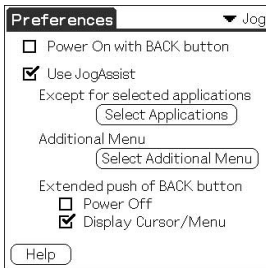 Preferences Jog
Power On with BACK button
Use JogAssist
Except for selected applications
Select Applications
Additional Menu
Select Additional Menu
Extended push of BACK button
Power Off
Display Cursor/Menu
Help